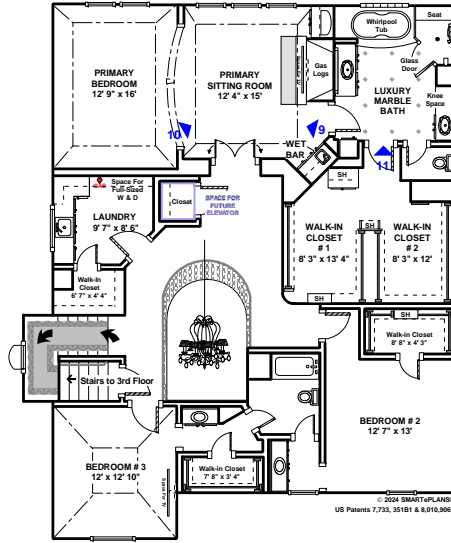 Seat
Whirlpool
Tub
Glass
Door
Gas
Logs
PRIMARY
BEDROOM
12' 9" x 16'
PRIMARY
SITTING ROOM
12' 4" x 15'
LUXURY
MARBLE
BATH
Knee
Space
10
9
WET
BAR
11
GAS
Space For
Full-Sized
W & D
SH
Closet
SPACE FOR
FUTURE
ELEVATOR
LAUNDRY
9' 7" x 8' 6"
WALK-IN
CLOSET
# 1
8' 3" x 13' 4"
SH
WALK-IN
CLOSET
# 2
8' 3" x 12'
Walk-In
Closet
6' 7" x 4' 4"
SH
SH
Walk-in Closet
8' 8" x 4' 3"
Stairs to 3rd Floor
BEDROOM # 2
12' 7" x 13'
BEDROOM # 3
12' x 12' 10"
Walk-in Closet
7' 8" x 3' 4"
Space For TV
© 2024 SMARTePLANS
US Patents 7,733, 351B1 & 8,010,906